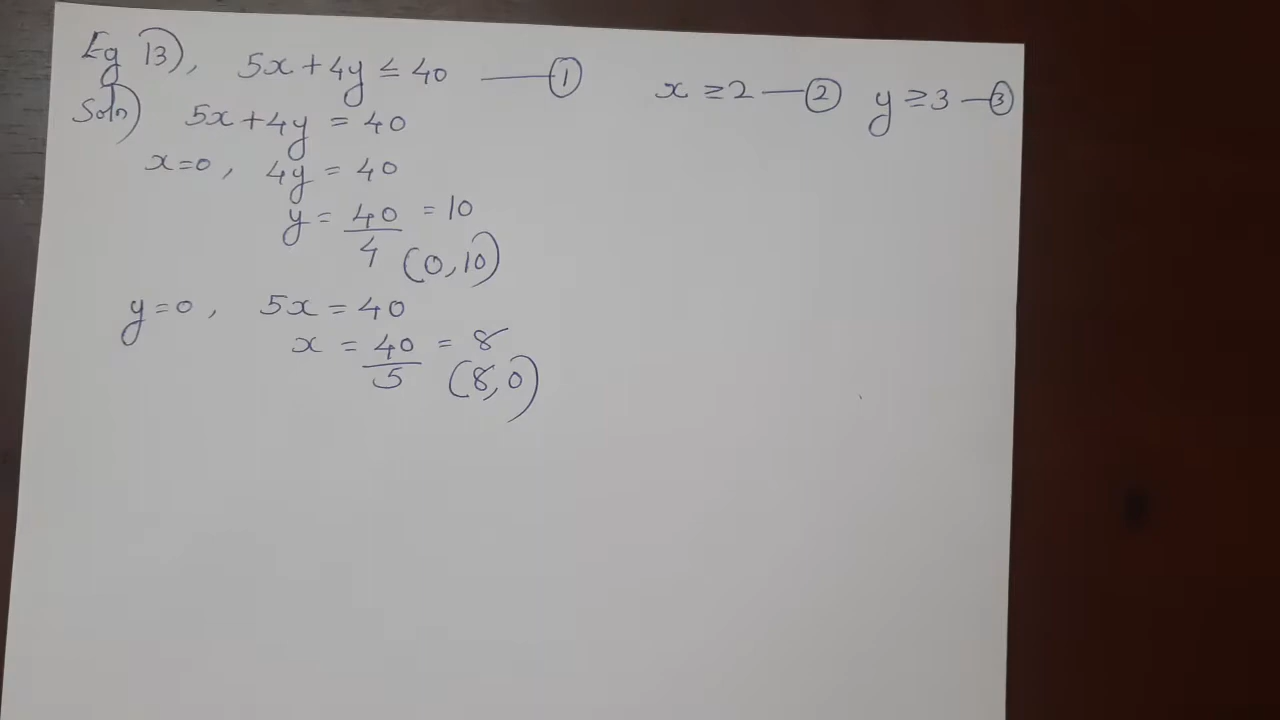 Eg 13), 5x + 4y ≤ 40 —— ① x ≥ 2 — ② y ≥ 3 — ③
Soln) 5x + 4y = 40
x = 0, 4y = 40
y = 40/4 = 10
(0, 10)
y = 0, 5x = 40
x = 40/5 = 8
(8, 0)